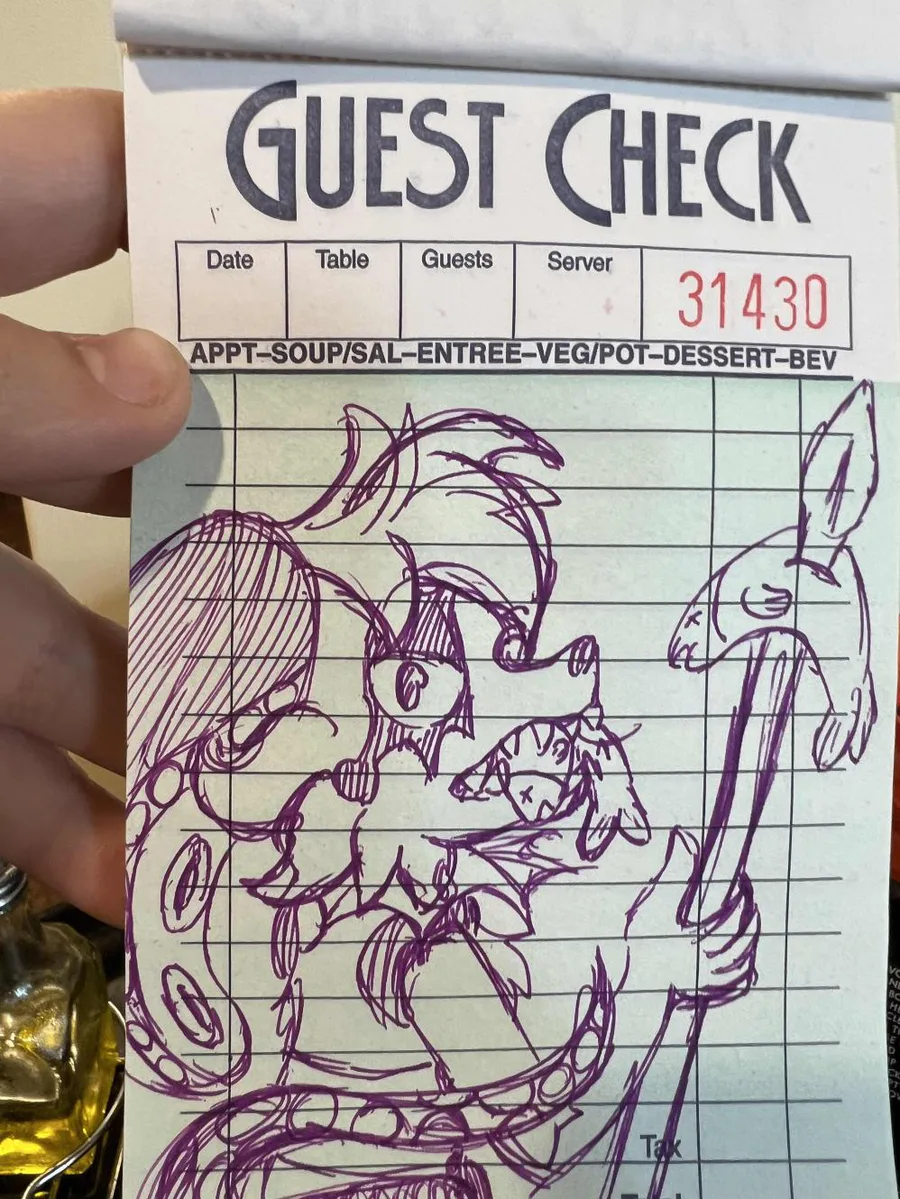 GUEST CHECK
Date Table Guests Server 31430
APPT–SOUP/SAL–ENTREE–VEG/POT–DESSERT–BEV
Tax